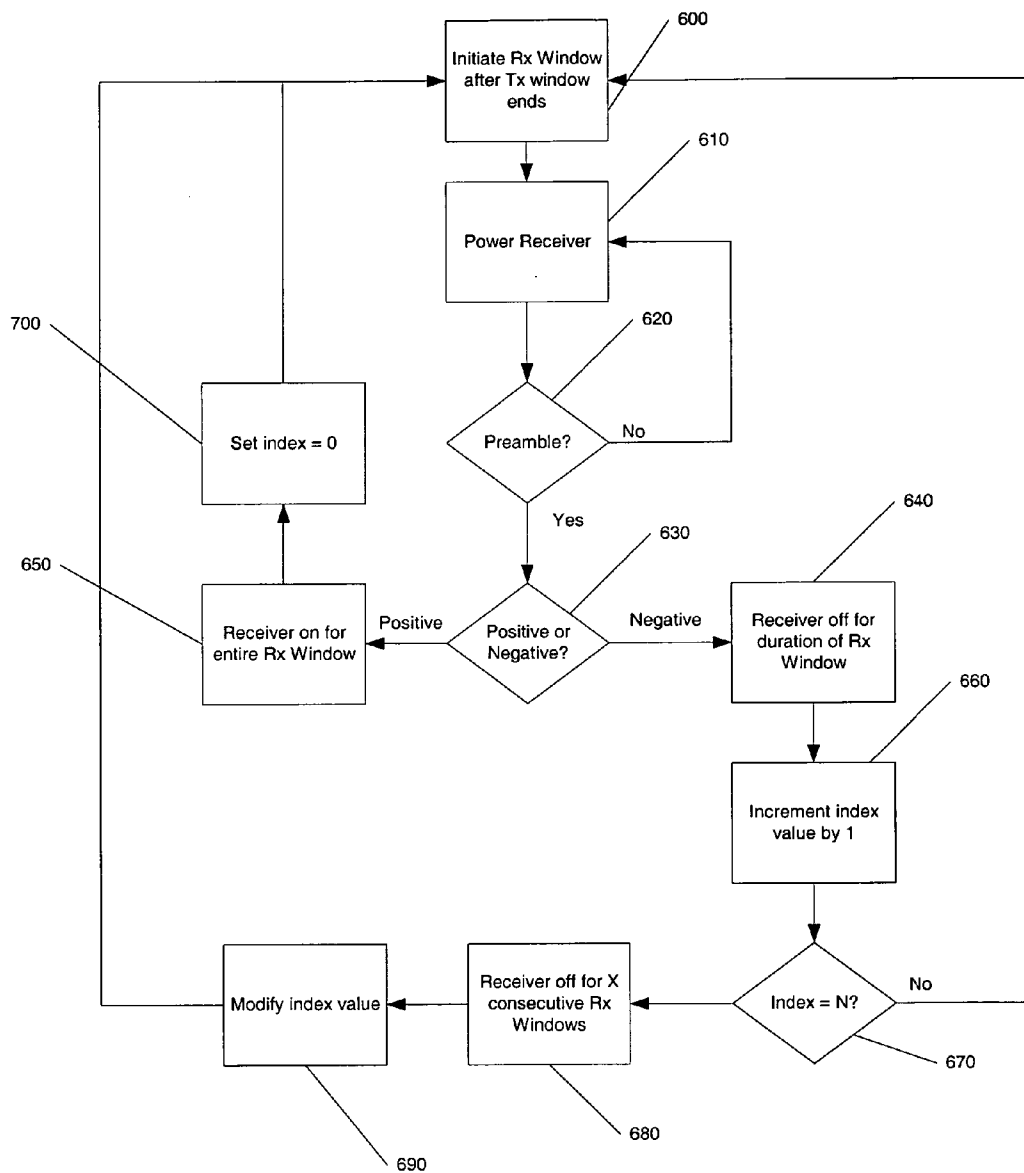 600
Initiate Rx Window
after Tx window
ends
610
Power Receiver
620
700
Set index = 0
Preamble?
No
Yes
630
640
650
Receiver on for
entire Rx Window
Positive
Positive or
Negative?
Negative
Receiver off for
duration of Rx
Window
660
Increment index
value by 1
Modify index value
Receiver off for X
consecutive Rx
Windows
Index = N?
No
670
680
690